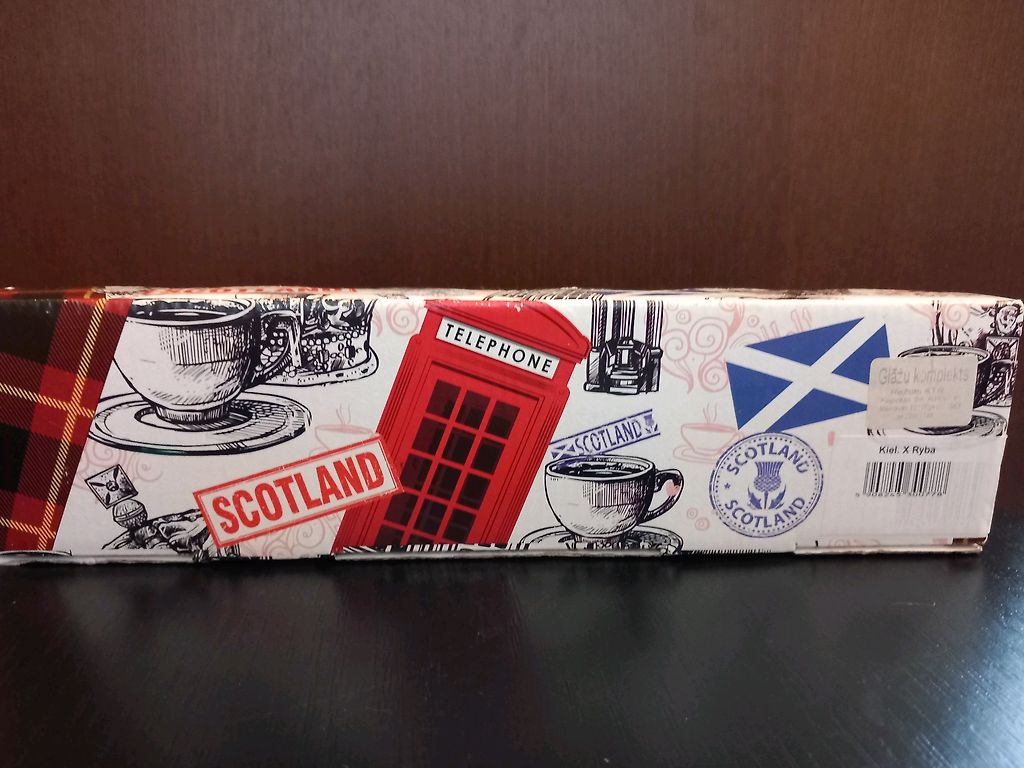 TELEPHONE
SCOTLAND
SCOTLAND
SCOTLAND
SCOTLAND
Glāžu komplekts
Kiel. X Ryba